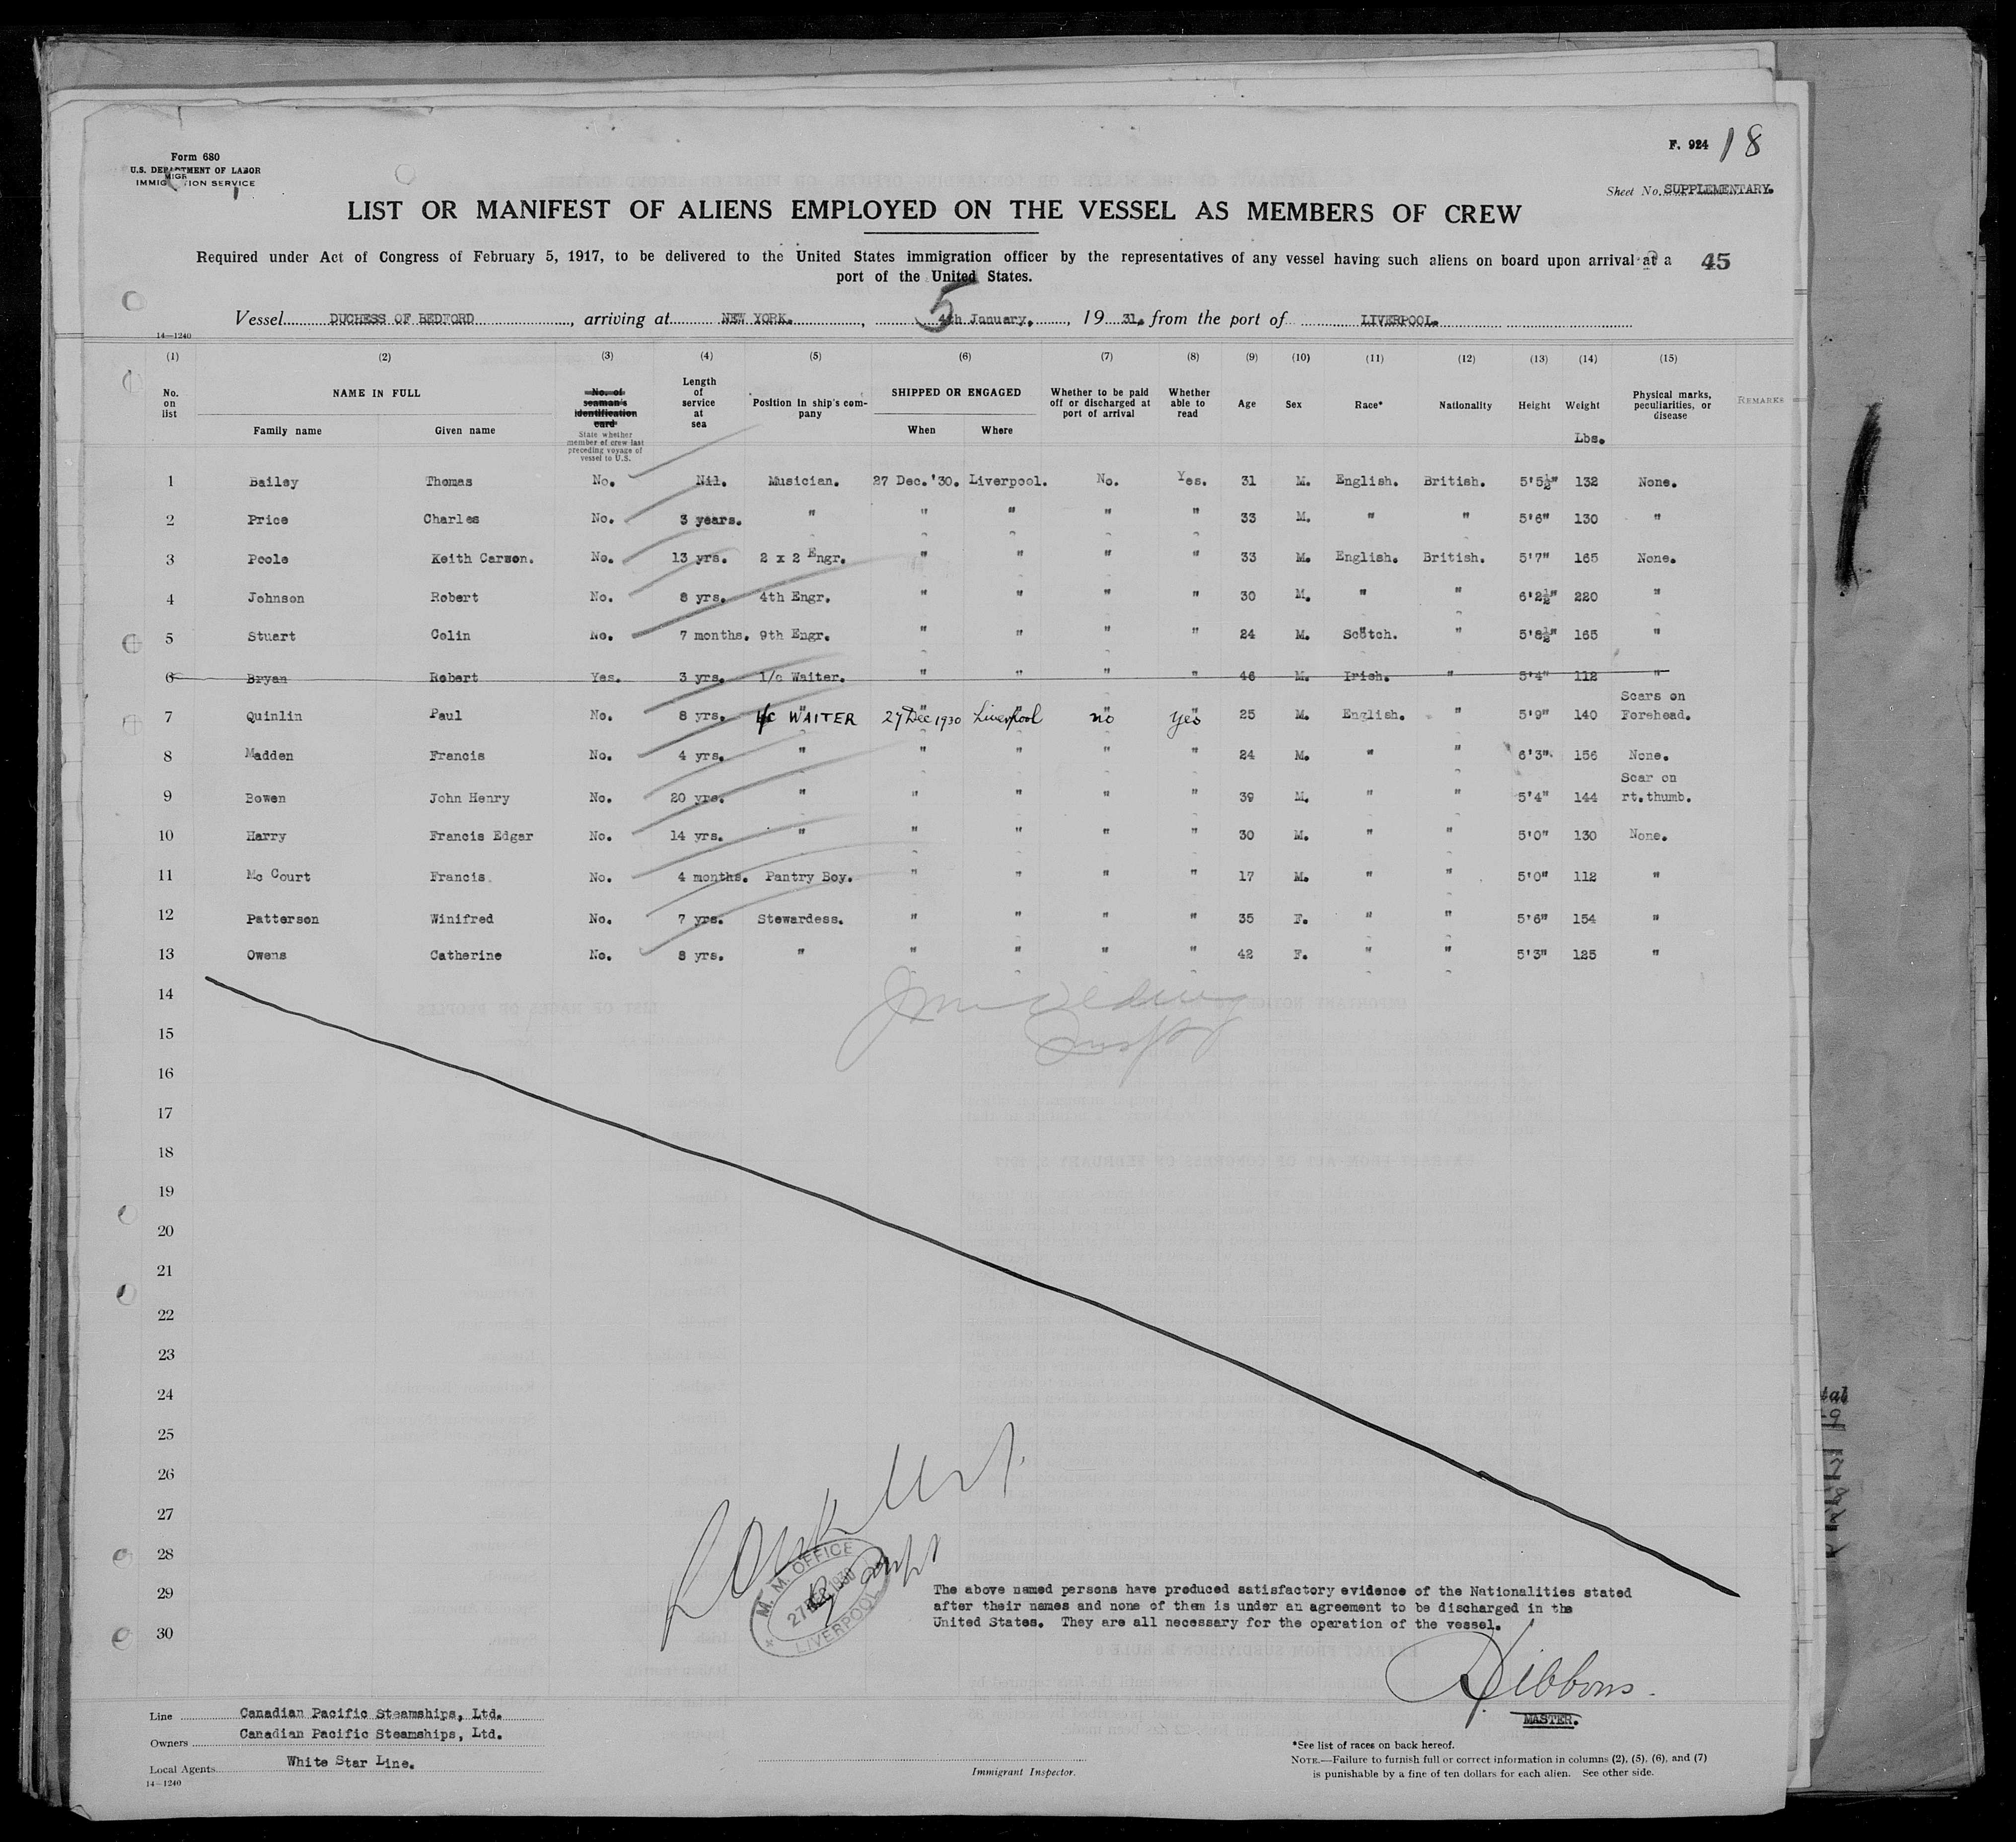 Form 680
U.S. DEPARTMENT OF LABOR
IMMIGRATION SERVICE
F. 924 18
Sheet No. SUPPLEMENTARY.
LIST OR MANIFEST OF ALIENS EMPLOYED ON THE VESSEL AS MEMBERS OF CREW
Required under Act of Congress of February 5, 1917, to be delivered to the United States immigration officer by the representatives of any vessel having such aliens on board upon arrival at a
port of the United States.
45
Vessel DUCHESS OF BEDFORD, arriving at NEW YORK., 5 4th January., 19 31. from the port of LIVERPOOL.
14—1240
(1) (2) (3) (4) (5) (6) (7) (8) (9) (10) (11) (12) (13) (14) (15)
No. on list NAME IN FULL Family name Given name No. of seaman's identification card State whether member of crew last preceding voyage of vessel to U.S. Length of service at sea Position in ship's company SHIPPED OR ENGAGED When Where Whether to be paid off or discharged at port of arrival Whether able to read Age Sex Race* Nationality Height Weight Lbs. Physical marks, peculiarities, or disease REMARKS
1 Bailey Thomas No. Nil. Musician. 27 Dec.'30. Liverpool. No. Yes. 31 M. English. British. 5'5½" 132 None.
2 Price Charles No. 3 years. " " " " " 33 M. " " 5'6" 130 "
3 Poole Keith Carson. No. 13 yrs. 2 x 2 Engr. " " " " 33 M. English. British. 5'7" 165 None.
4 Johnson Robert No. 8 yrs. 4th Engr. " " " " 30 M. " " 6'2½" 220 "
5 Stuart Colin No. 7 months. 9th Engr. " " " " 24 M. Scotch. " 5'8½" 165 "
6 Bryan Robert Yes. 3 yrs. 1/c Waiter. " " " " 46 M. Irish. " 5'4" 112 "
7 Quinlin Paul No. 8 yrs. 1/c WAITER 27 Dec 1930 Liverpool no yes 25 M. English. " 5'9" 140 Scars on Forehead.
8 Madden Francis No. 4 yrs. " " " " " 24 M. " " 6'3" 156 None.
9 Bowen John Henry No. 20 yrs. " " " " " 39 M. " " 5'4" 144 Scar on rt.thumb.
10 Harry Francis Edgar No. 14 yrs. " " " " " 30 M. " " 5'0" 130 None.
11 Mc Court Francis No. 4 months. Pantry Boy. " " " " 17 M. " " 5'0" 112 "
12 Patterson Winifred No. 7 yrs. Stewardess. " " " " 35 F. " " 5'6" 154 "
13 Owens Catherine No. 8 yrs. " " " " " 42 F. " " 5'3" 125 "
14
15
16
17
18
19
20
21
22
23
24
25
26
27
28
29
30
M. M. OFFICE
27 DEC 1930
LIVERPOOL
The above named persons have produced satisfactory evidence of the Nationalities stated
after their names and none of them is under an agreement to be discharged in the
United States. They are all necessary for the operation of the vessel.
Gibbons.
MASTER.
Line Canadian Pacific Steamships, Ltd.
Owners Canadian Pacific Steamships, Ltd.
Local Agents White Star Line.
14—1240
Immigrant Inspector.
*See list of races on back hereof.
NOTE.—Failure to furnish full or correct information in columns (2), (5), (6), and (7)
is punishable by a fine of ten dollars for each alien. See other side.